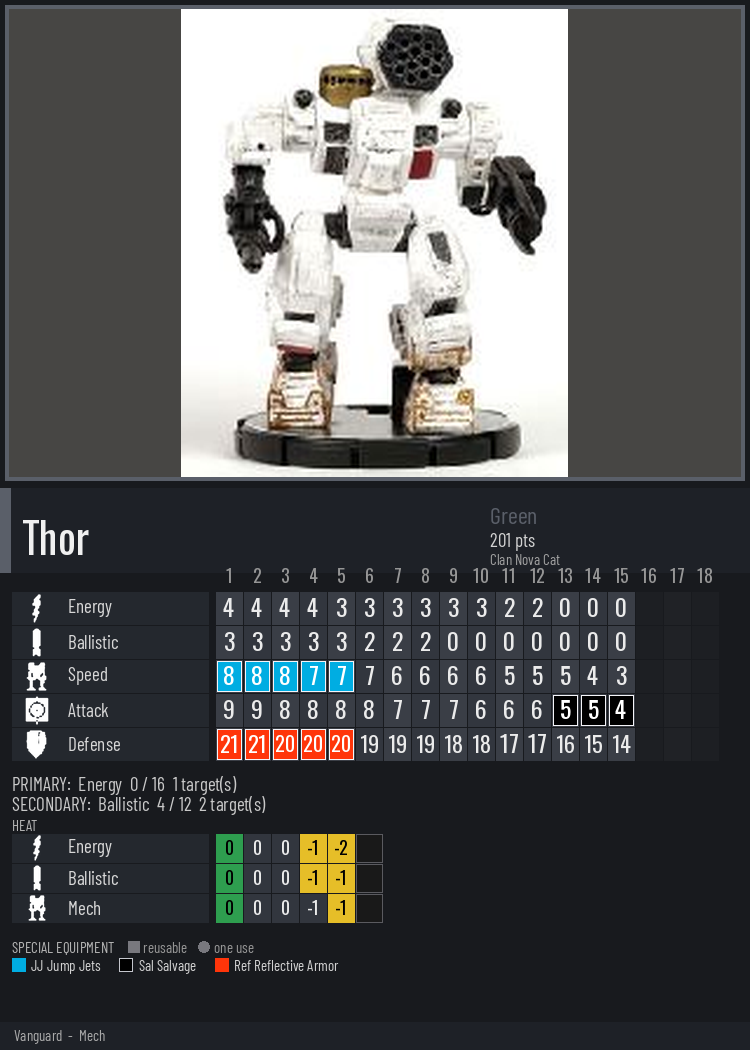 Thor
Green
201 pts
Clan Nova Cat
1 2 3 4 5 6 7 8 9 10 11 12 13 14 15 16 17 18
Energy 4 4 4 4 3 3 3 3 3 3 2 2 0 0 0
Ballistic 3 3 3 3 3 2 2 2 0 0 0 0 0 0 0
Speed 8 8 8 7 7 7 6 6 6 6 5 5 5 4 3
Attack 9 9 8 8 8 8 7 7 7 6 6 6 5 5 4
Defense 21 21 20 20 20 19 19 19 18 18 17 17 16 15 14
PRIMARY: Energy 0 / 16 1 target(s)
SECONDARY: Ballistic 4 / 12 2 target(s)
HEAT
Energy 0 0 0 -1 -2
Ballistic 0 0 0 -1 -1
Mech 0 0 0 -1 -1
SPECIAL EQUIPMENT reusable one use
JJ Jump Jets Sal Salvage Ref Reflective Armor
Vanguard - Mech